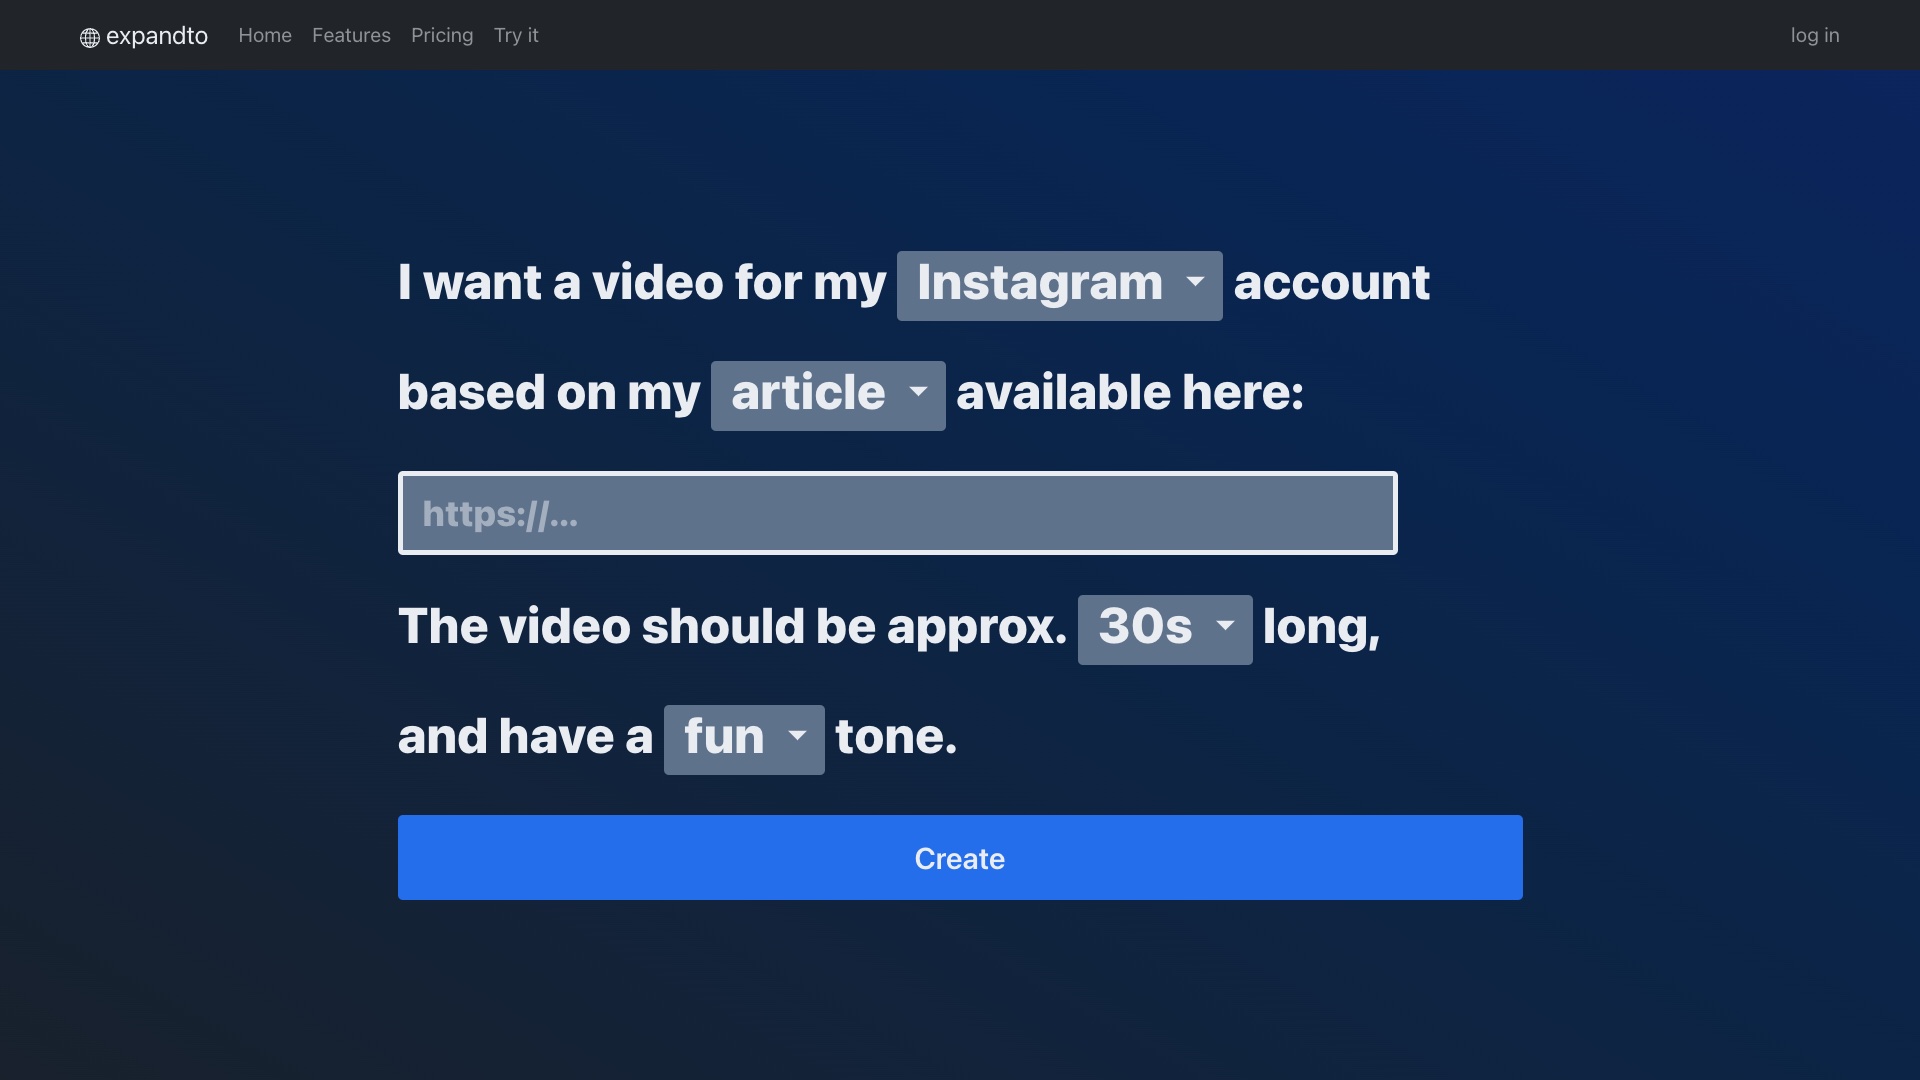 expandto Home Features Pricing Try it log in
I want a video for my Instagram account
based on my article available here:
https://...
The video should be approx. 30s long,
and have a fun tone.
Create